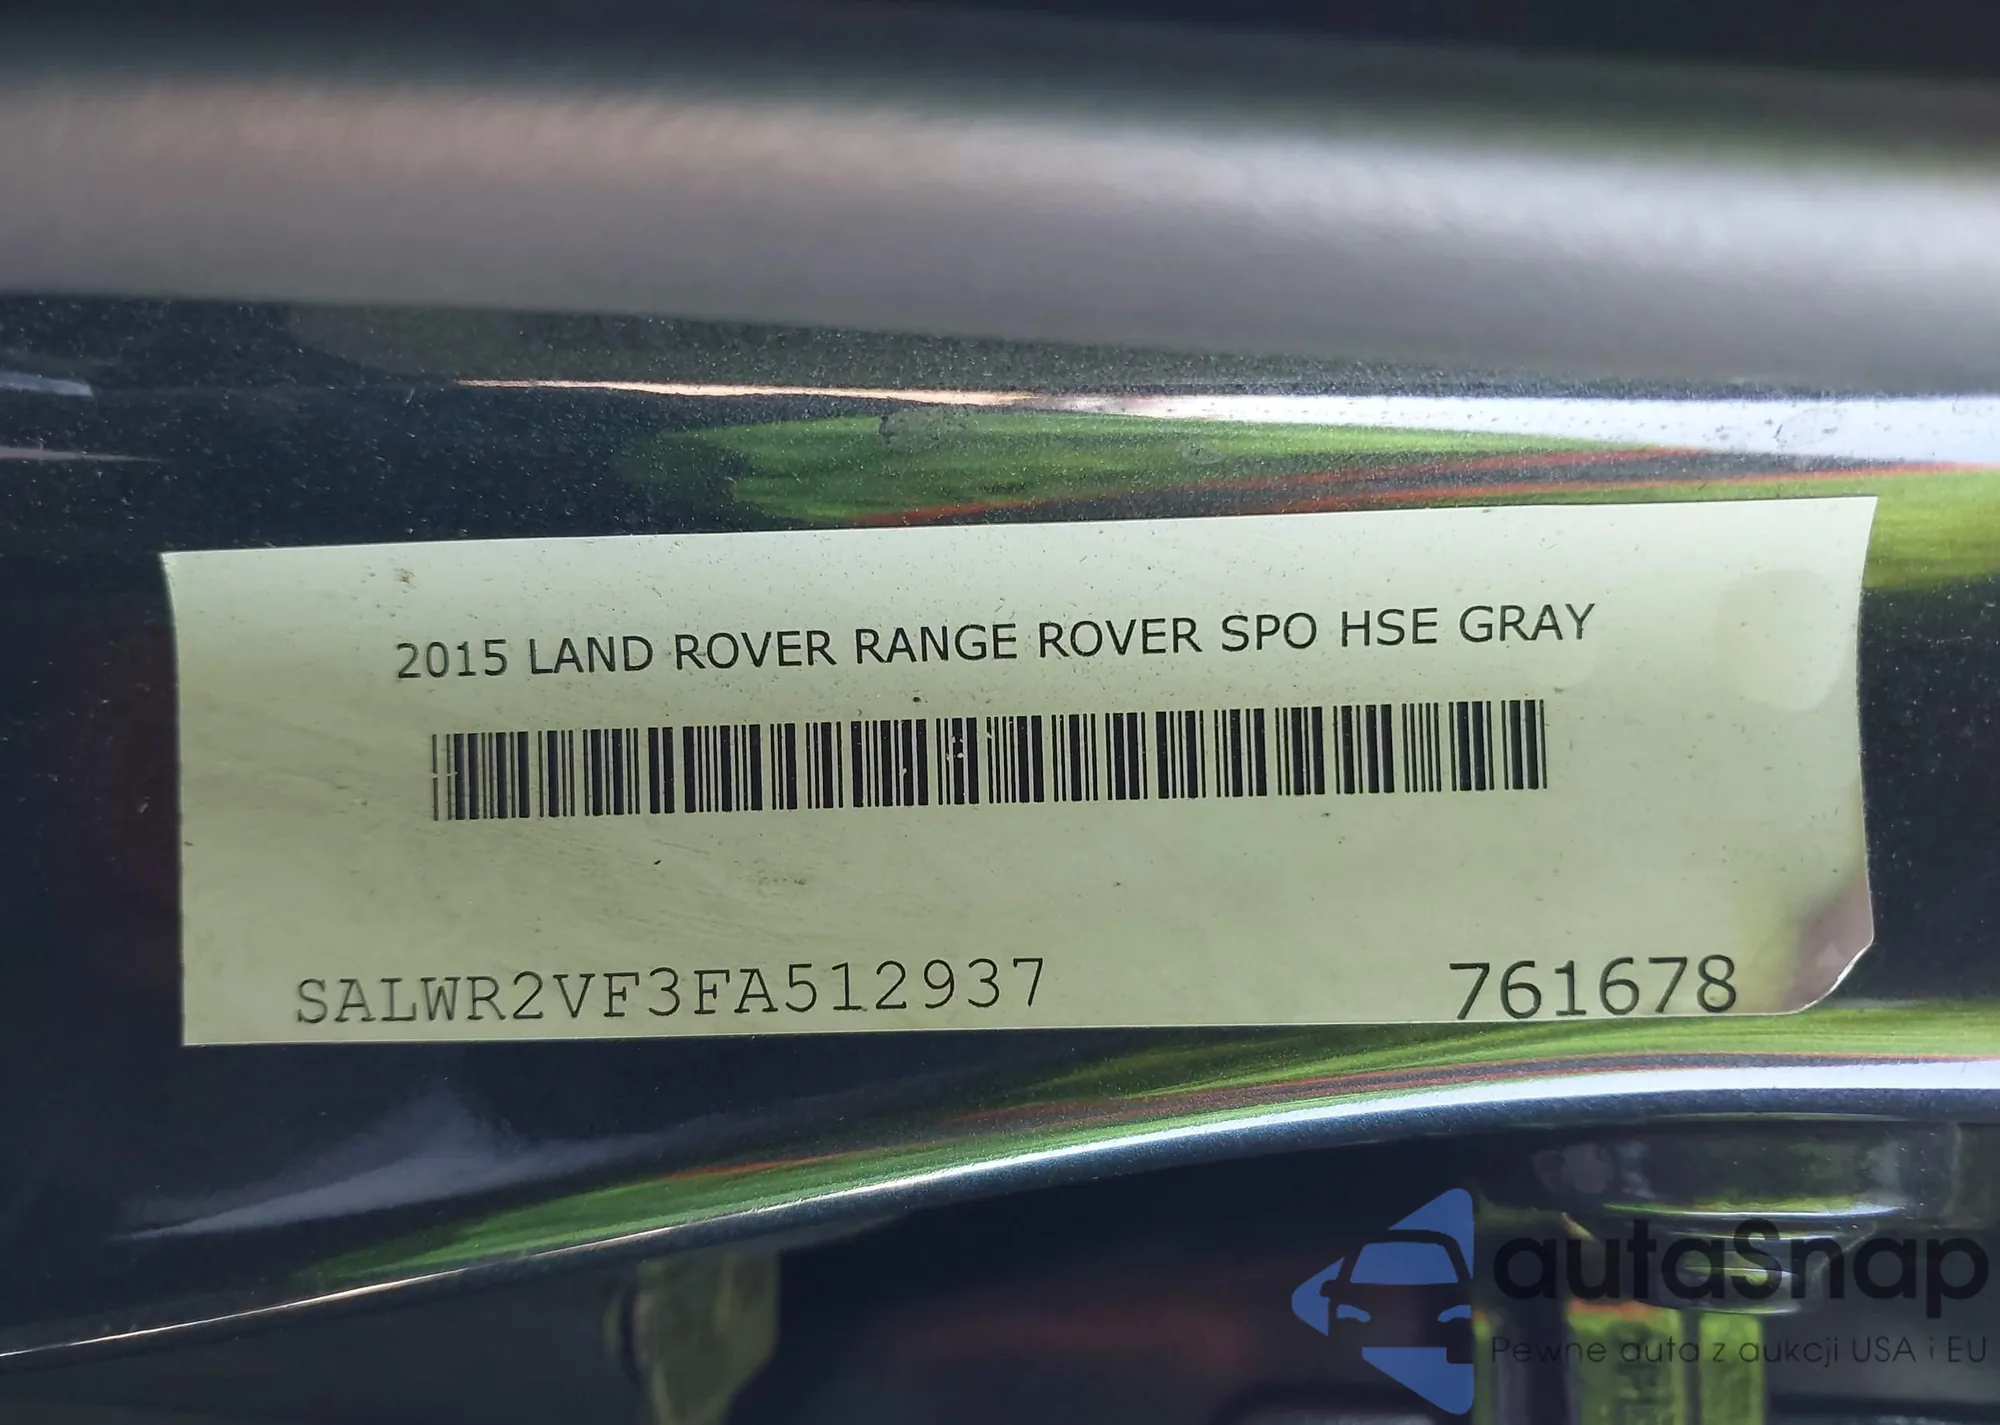 2015 LAND ROVER RANGE ROVER SPO HSE GRAY
SALWR2VF3FA512937 761678
autaSnap
Pewne auta z aukcji USA i EU